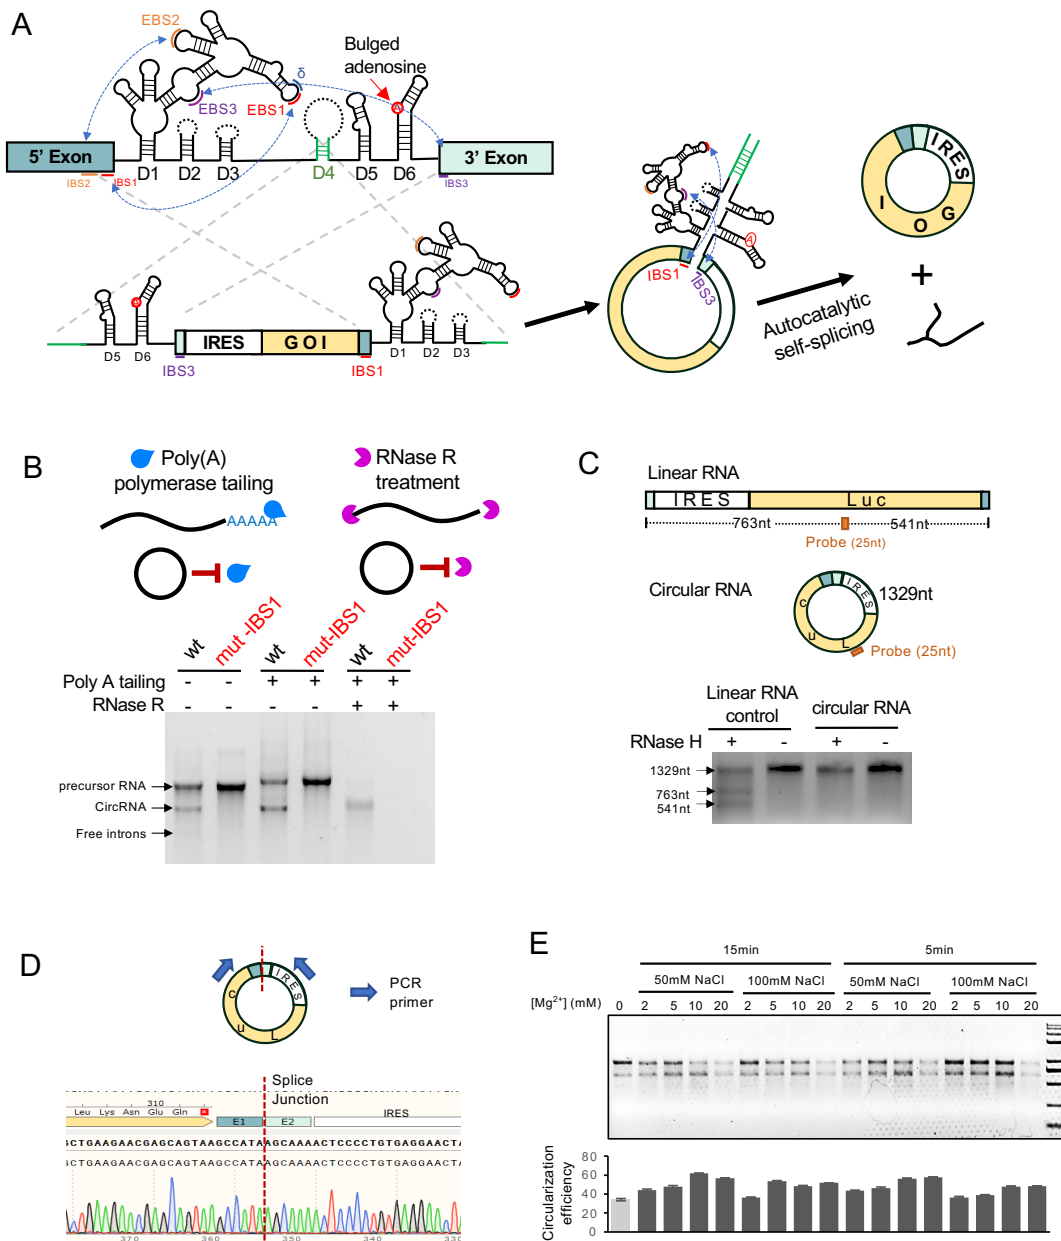 A
EBS2
Bulged
adenosine
δ
A
EBS3
EBS1
5' Exon
3' Exon
IBS2
IBS1
D1
D2
D3
D4
D5
D6
IBS3
A
IBS1
IBS3
IRES
G O I
+
Autocatalytic
self-splicing
A
D5
D6
IRES
G O I
D1
D2
D3
IBS3
IBS1
B
Poly(A)
polymerase tailing
RNase R
treatment
AAAAA
wt
mut-IBS1
wt
mut-IBS1
wt
mut-IBS1
Poly A tailing - - + + + +
RNase R - - - - + +
precursor RNA
CircRNA
Free introns
C
Linear RNA
IRES
Luc
763nt
541nt
Probe (25nt)
Circular RNA
IRES
L u c
1329nt
Probe (25nt)
Linear RNA
control
circular RNA
RNase H + - + -
1329nt
763nt
541nt
D
IRES
L u c
PCR
primer
Splice
Junction
310
Leu Lys Asn Glu Gln
E1
E2
IRES
GCTGAAGAACGAGCAGTAAGCCATAAGCAAAACTCCCCTGTGAGGAACTA
GCTGAAGAACGAGCAGTAAGCCATAAGCAAAACTCCCCTGTGAGGAACTA
370 360 350 340 330
E
15min
5min
50mM NaCl
100mM NaCl
50mM NaCl
100mM NaCl
[Mg²⁺] (mM) 0 2 5 10 20 2 5 10 20 2 5 10 20 2 5 10 20
Circularization
efficiency
80
60
40
20
0